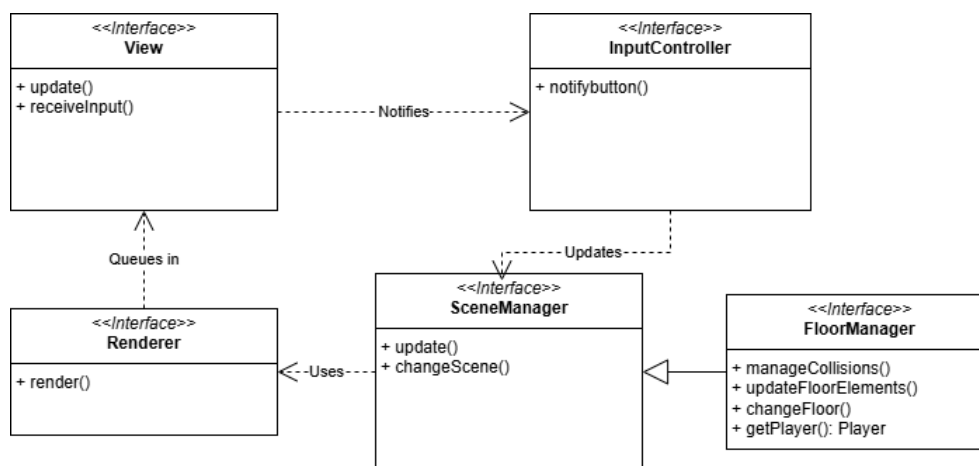 <<Interface>>
View
+ update()
+ receiveInput()
Notifies
<<Interface>>
InputController
+ notifybutton()
Queues in
Updates
<<Interface>>
Renderer
+ render()
Uses
<<Interface>>
SceneManager
+ update()
+ changeScene()
<<Interface>>
FloorManager
+ manageCollisions()
+ updateFloorElements()
+ changeFloor()
+ getPlayer(): Player